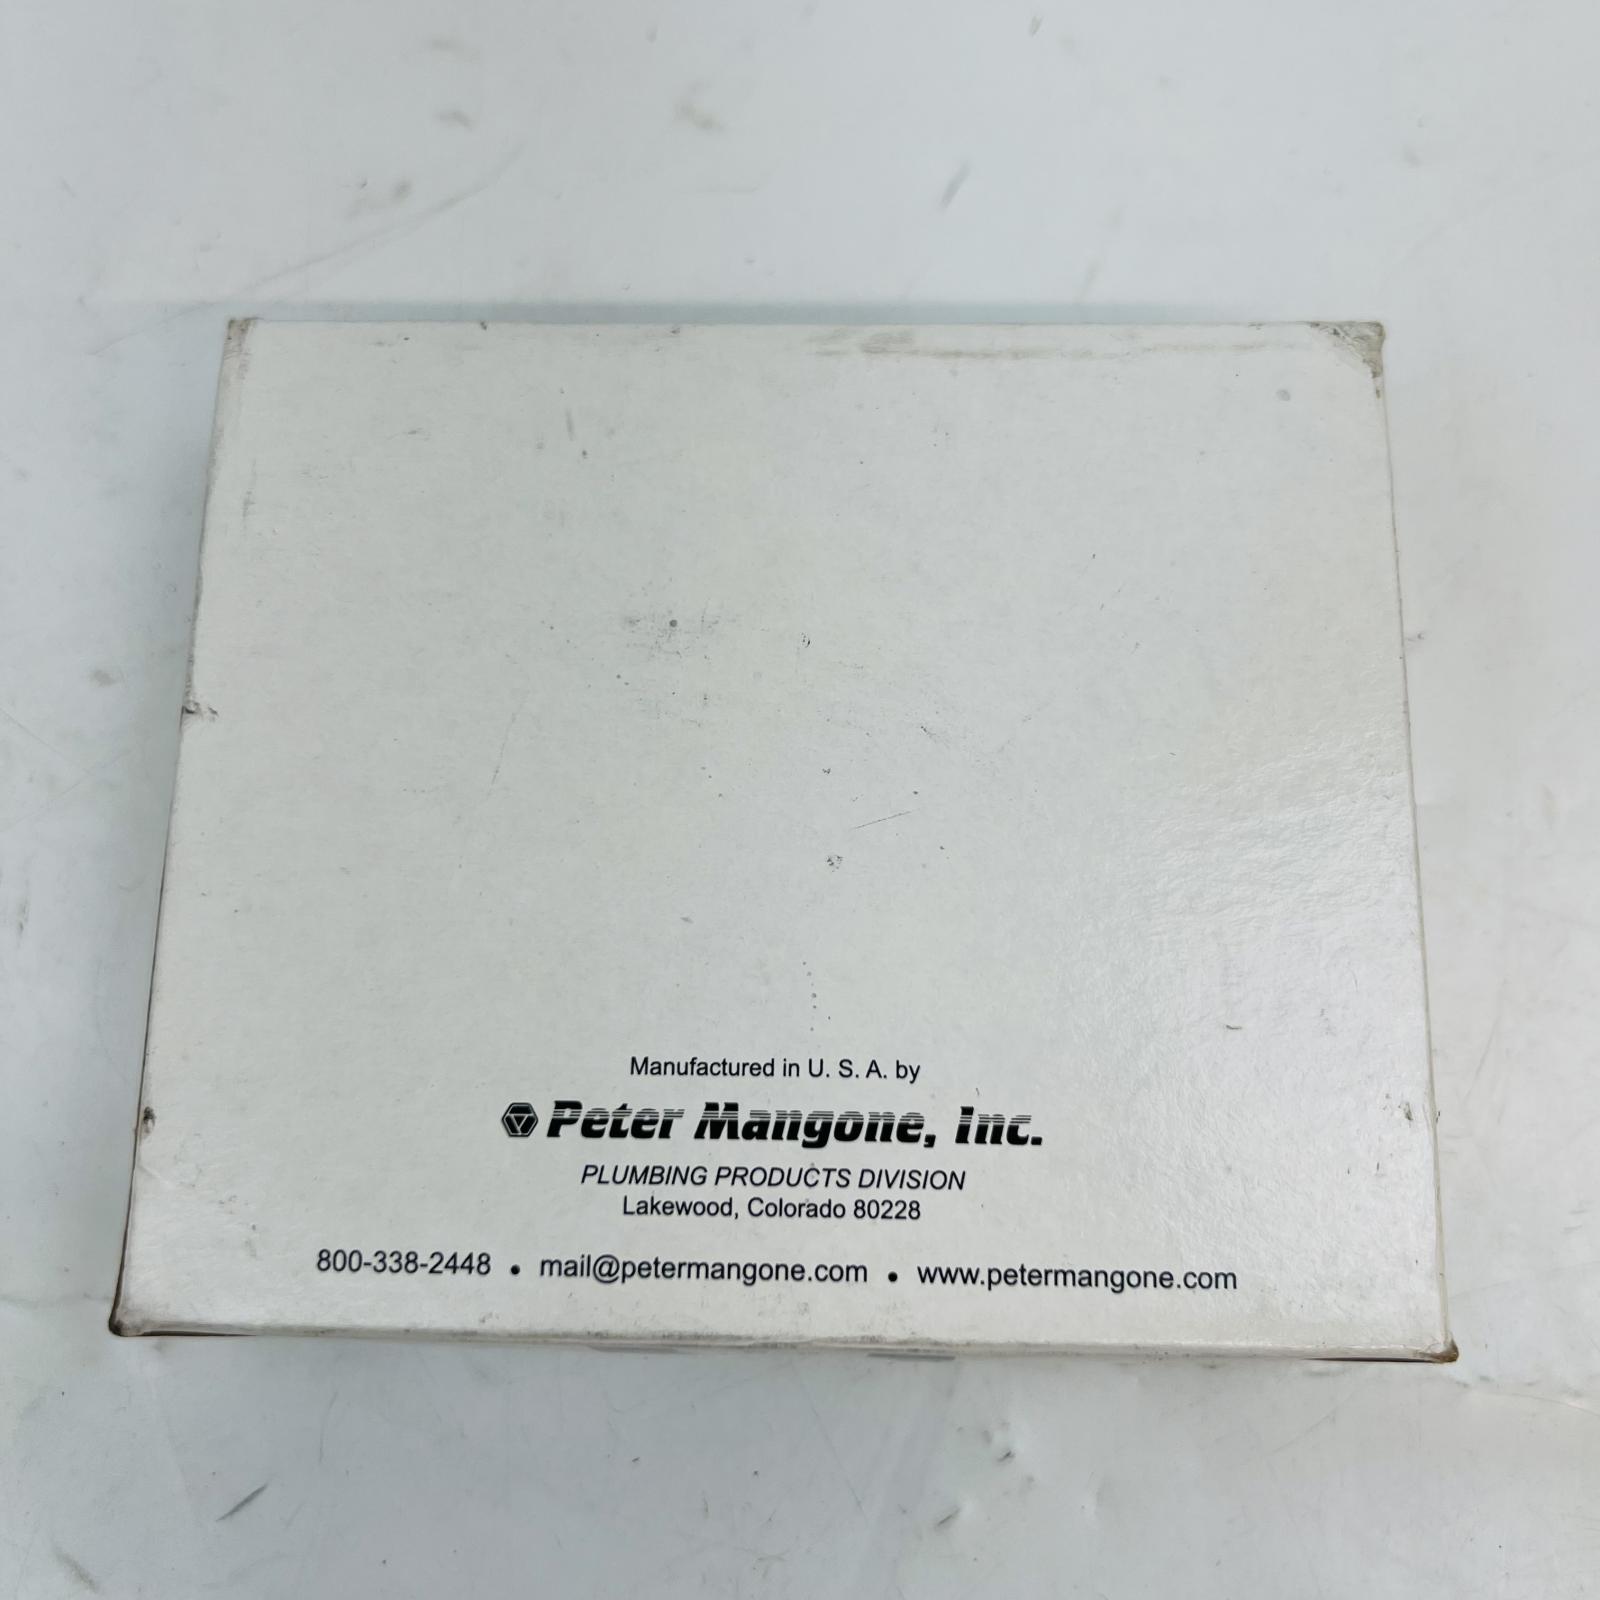 Manufactured in U. S. A. by
Peter Mangone, Inc.
PLUMBING PRODUCTS DIVISION
Lakewood, Colorado 80228
800-338-2448 • mail@petermangone.com • www.petermangone.com